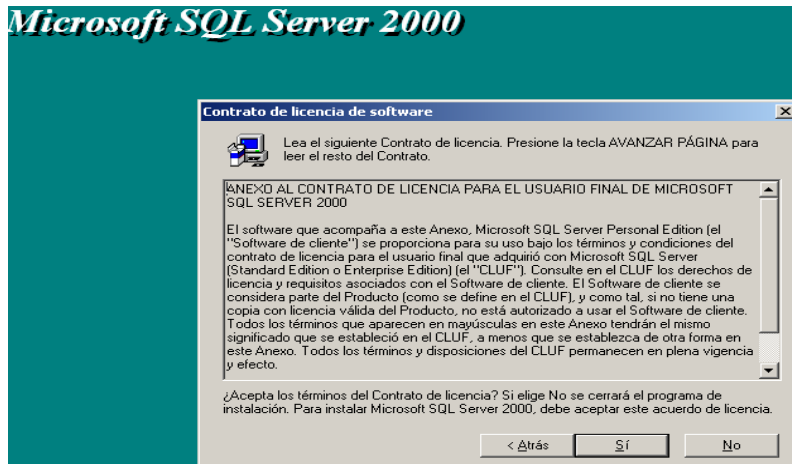 Microsoft SQL Server 2000
Contrato de licencia de software
Lea el siguiente Contrato de licencia. Presione la tecla AVANZAR PÁGINA para
leer el resto del Contrato.
ANEXO AL CONTRATO DE LICENCIA PARA EL USUARIO FINAL DE MICROSOFT
SQL SERVER 2000
El software que acompaña a este Anexo, Microsoft SQL Server Personal Edition (el
"Software de cliente") se proporciona para su uso bajo los términos y condiciones del
contrato de licencia para el usuario final que adquirió con Microsoft SQL Server
(Standard Edition o Enterprise Edition) (el "CLUF"). Consulte en el CLUF los derechos de
licencia y requisitos asociados con el Software de cliente. El Software de cliente se
considera parte del Producto (como se define en el CLUF), y como tal, si no tiene una
copia con licencia válida del Producto, no está autorizado a usar el Software de cliente.
Todos los términos que aparecen en mayúsculas en este Anexo tendrán el mismo
significado que se estableció en el CLUF, a menos que se establezca de otra forma en
este Anexo. Todos los términos y disposiciones del CLUF permanecen en plena vigencia
y efecto.
¿Acepta los términos del Contrato de licencia? Si elige No se cerrará el programa de
instalación. Para instalar Microsoft SQL Server 2000, debe aceptar este acuerdo de licencia.
< Atrás Sí No